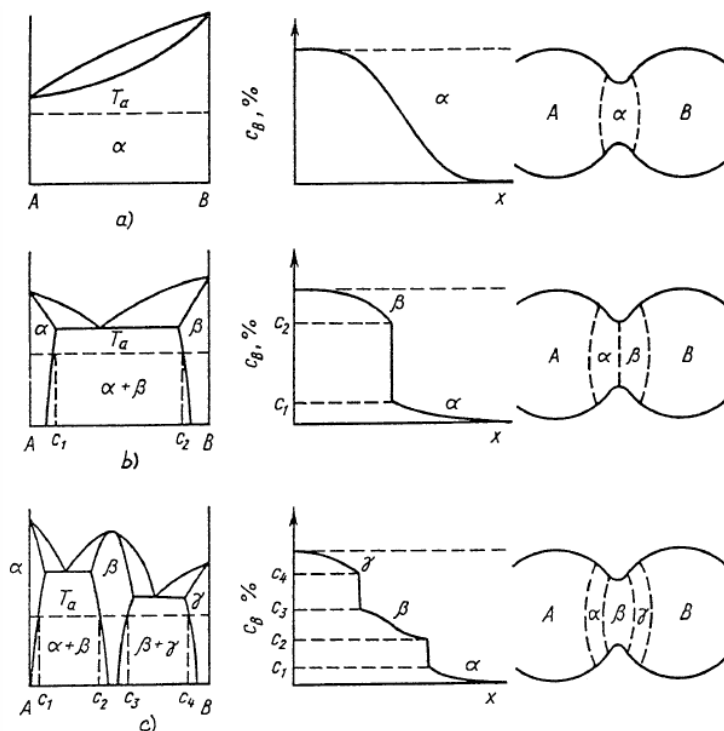 B
T_a
α
A B
a)
c_B, %
α
x
A α B
α β
T_a
α + β
A c_1 c_2 B
b)
c_B, %
c_2
c_1
β
α
x
A α β B
α β γ
T_a
α+β β+γ
A c_1 c_2 c_3 c_4 B
c)
c_B, %
c_4
c_3
c_2
c_1
γ
β
α
x
A α β γ B